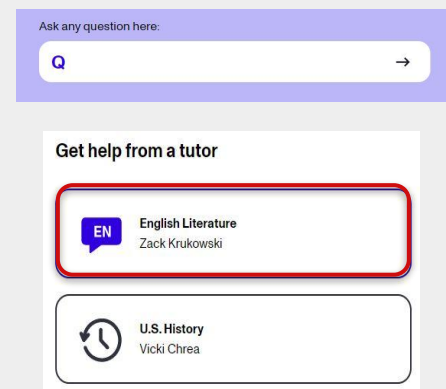 Ask any question here:
Q
Get help from a tutor
EN
English Literature
Zack Krukowski
U.S. History
Vicki Chrea